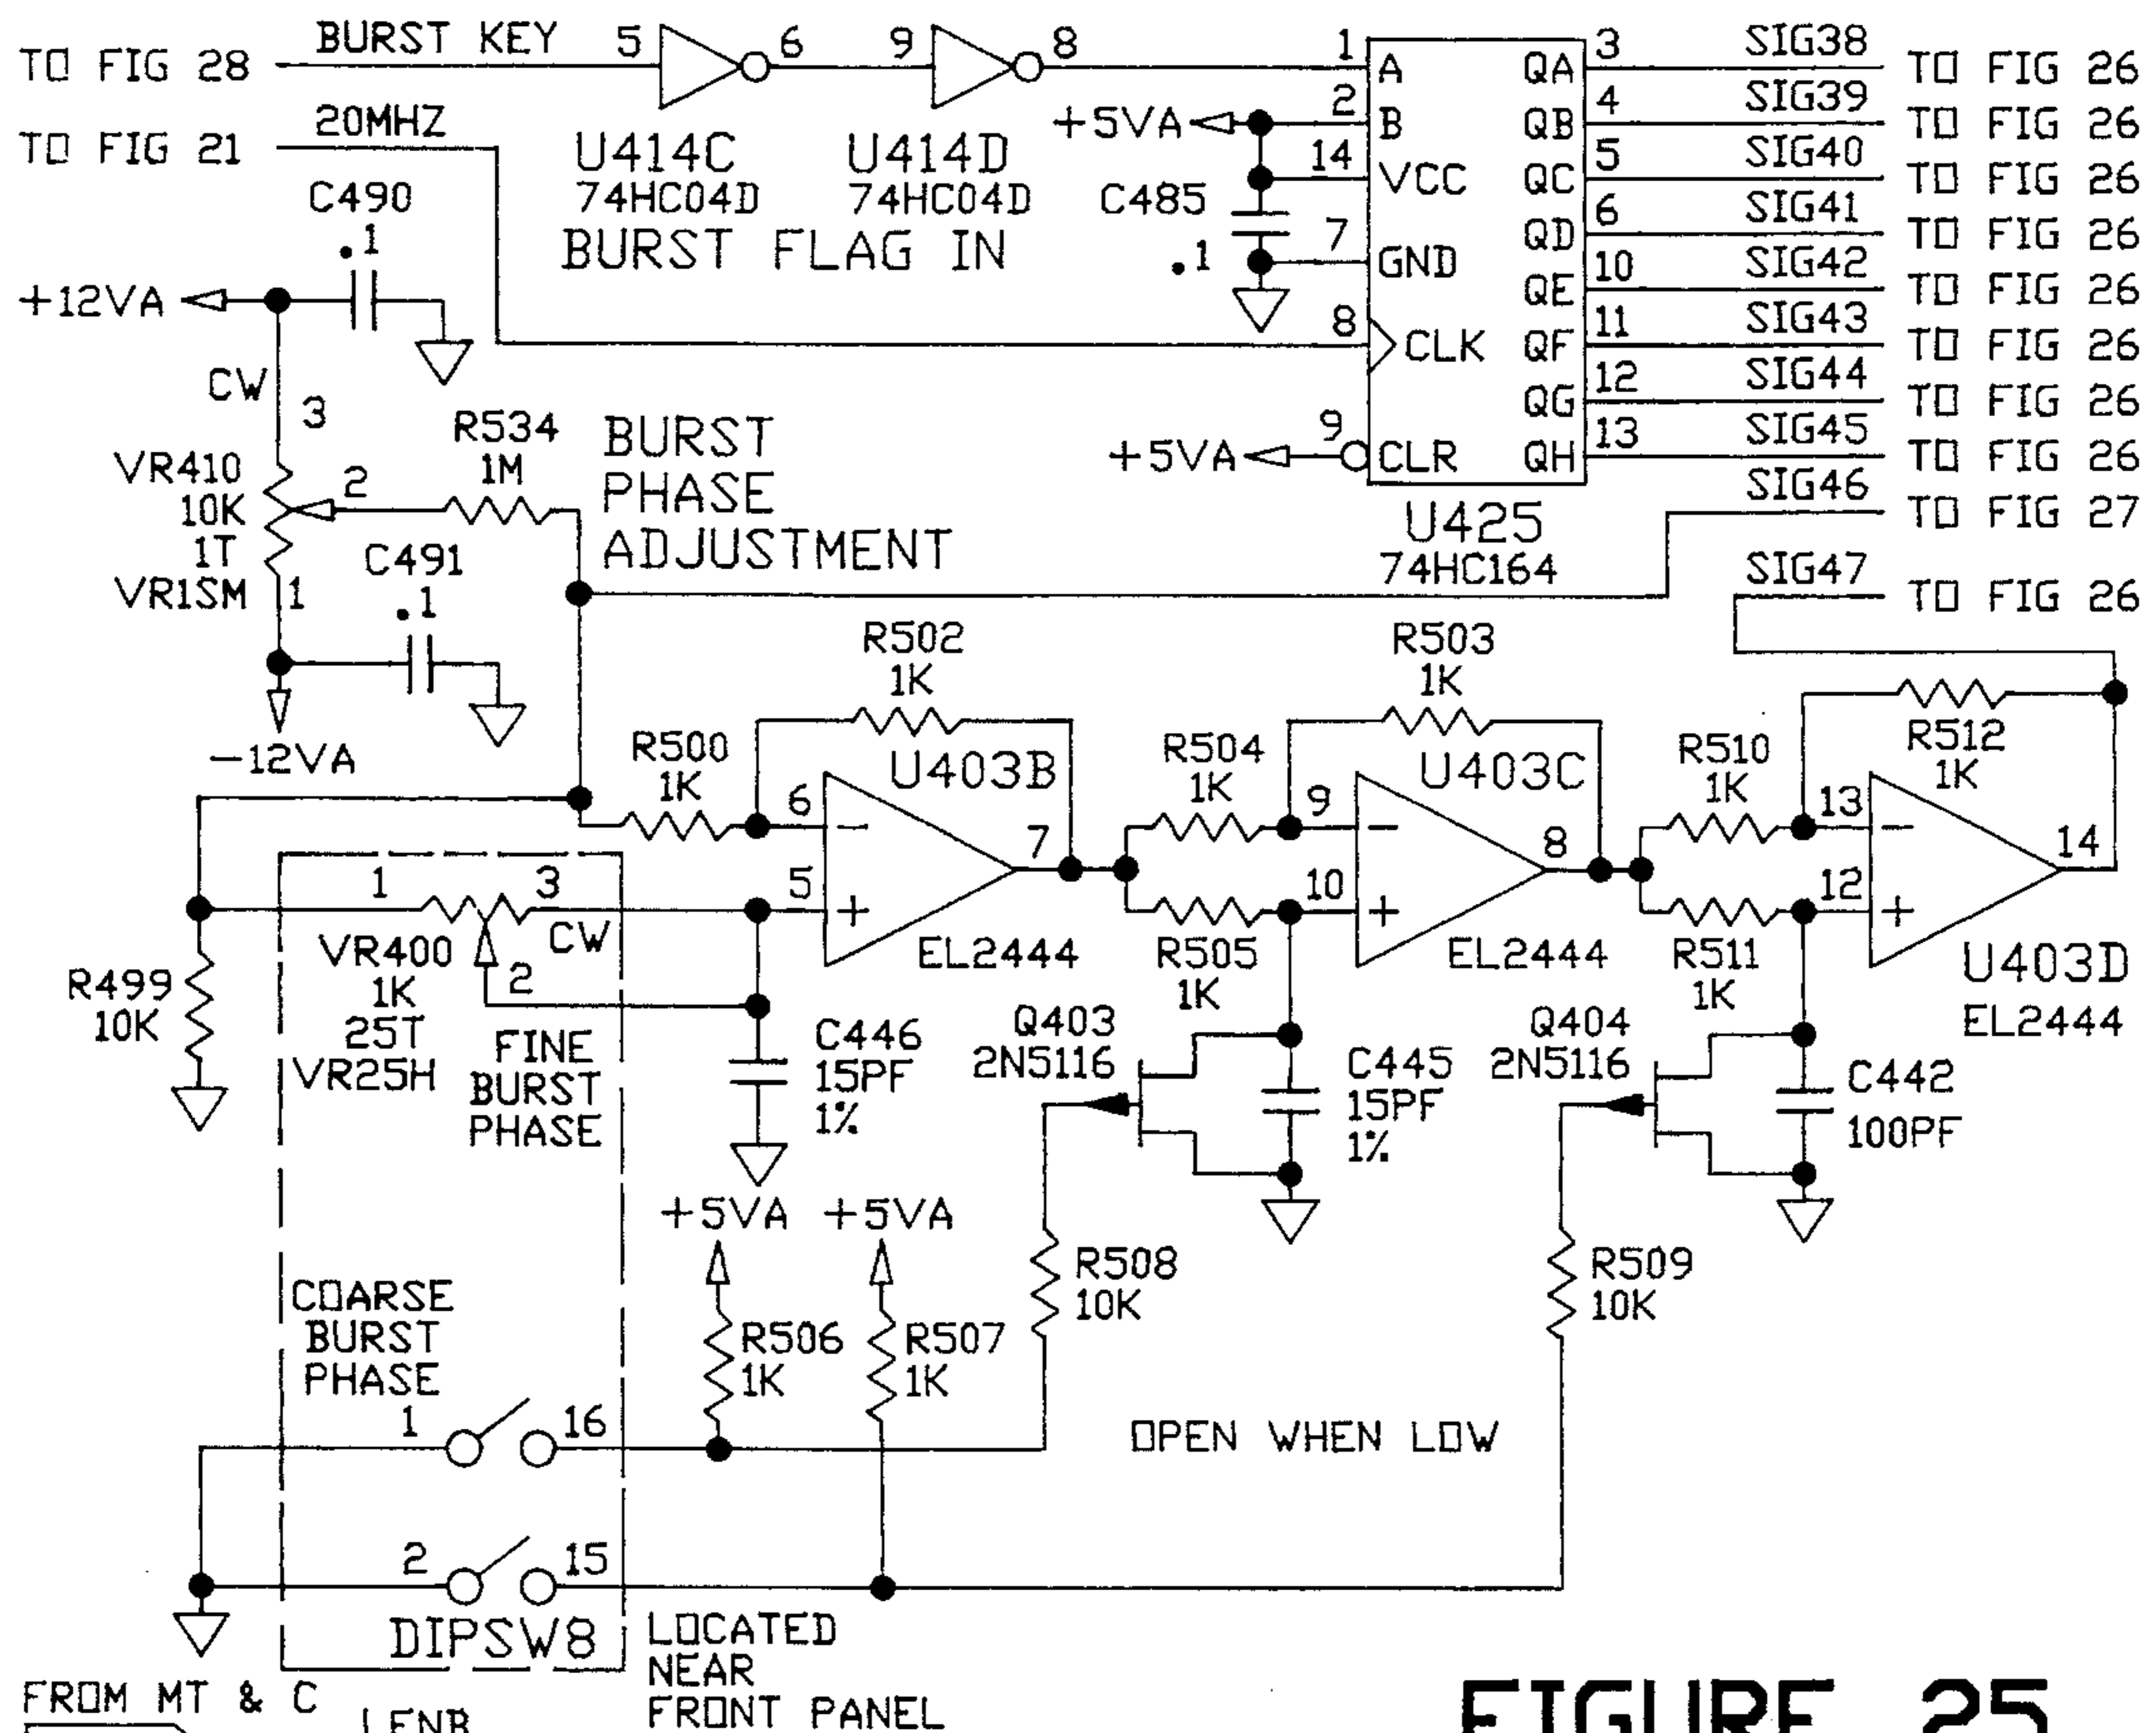 TO FIG 28 BURST KEY 5 6 9 8
U414C 74HC04D
U414D 74HC04D
BURST FLAG IN
TO FIG 21 20MHZ
1 A QA 3 SIG38 TO FIG 26
+5VA 2 B QB 4 SIG39 TO FIG 26
QC 5 SIG40 TO FIG 26
14 VCC
QD 6 SIG41 TO FIG 26
C485 .1
7 GND
QE 10 SIG42 TO FIG 26
8 CLK QF 11 SIG43 TO FIG 26
QG 12 SIG44 TO FIG 26
+5VA 9 CLR QH 13 SIG45 TO FIG 26
U425
74HC164
SIG46 TO FIG 27
SIG47 TO FIG 26
C490
.1
+12VA
CW
3
VR410
10K
1T
VR1SM
2
1
R534
1M
BURST
PHASE
ADJUSTMENT
C491
.1
-12VA
R500
1K
R502
1K
U403B
6 -
5 +
7
EL2444
R504
1K
R503
1K
U403C
9 -
10 +
8
R505
1K
EL2444
R510
1K
R512
1K
13 -
12 +
14
R511
1K
U403D
EL2444
R499
10K
1 3
CW
VR400
1K
25T
VR25H
2
FINE
BURST
PHASE
C446
15PF
1%
Q403
2N5116
C445
15PF
1%
Q404
2N5116
C442
100PF
+5VA +5VA
R506
1K
R507
1K
R508
10K
R509
10K
COARSE
BURST
PHASE
1 16
OPEN WHEN LOW
2 15
DIPSW8
LOCATED
NEAR
FRONT PANEL
FROM MT & C
LENB
FIGURE 25